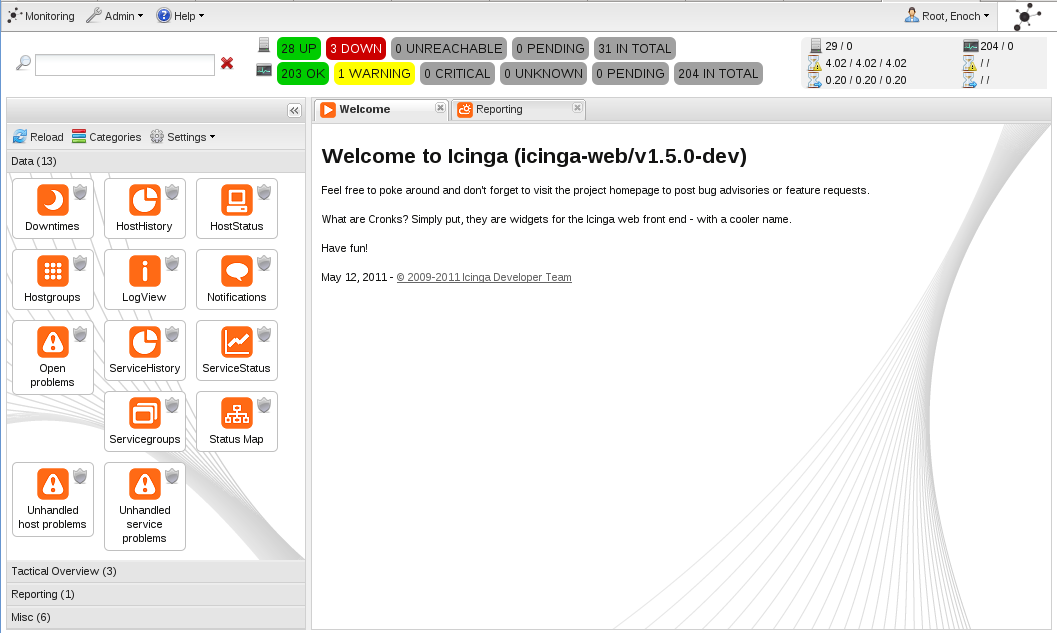 Monitoring Admin Help Root, Enoch
28 UP 3 DOWN 0 UNREACHABLE 0 PENDING 31 IN TOTAL
203 OK 1 WARNING 0 CRITICAL 0 UNKNOWN 0 PENDING 204 IN TOTAL
29 / 0 204 / 0
4.02 / 4.02 / 4.02 / /
0.20 / 0.20 / 0.20 / /
Welcome Reporting
Reload Categories Settings
Data (13)
Downtimes HostHistory HostStatus
Hostgroups LogView Notifications
Open problems ServiceHistory ServiceStatus
Servicegroups Status Map
Unhandled host problems Unhandled service problems
Tactical Overview (3)
Reporting (1)
Misc (6)
Welcome to Icinga (icinga-web/v1.5.0-dev)
Feel free to poke around and don't forget to visit the project homepage to post bug advisories or feature requests.
What are Cronks? Simply put, they are widgets for the Icinga web front end - with a cooler name.
Have fun!
May 12, 2011 - © 2009-2011 Icinga Developer Team